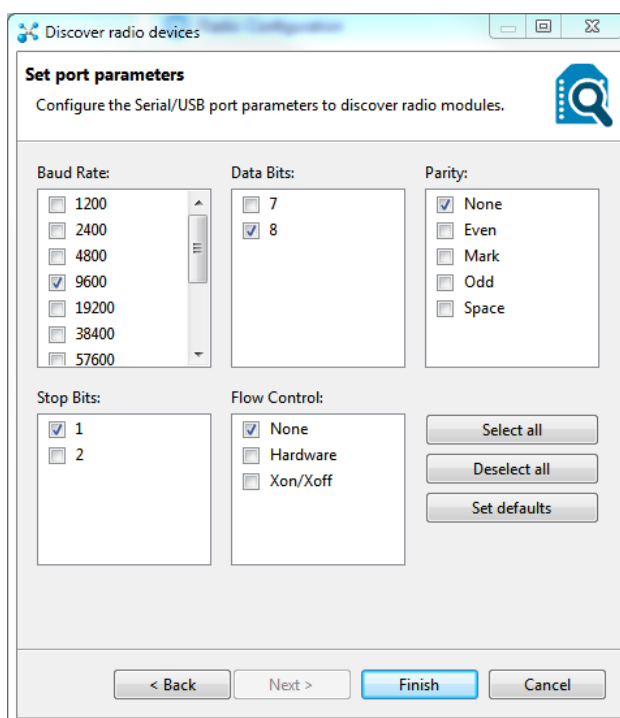 Discover radio devices
Set port parameters
Configure the Serial/USB port parameters to discover radio modules.
Baud Rate:
1200
2400
4800
9600
19200
38400
57600
Data Bits:
7
8
Parity:
None
Even
Mark
Odd
Space
Stop Bits:
1
2
Flow Control:
None
Hardware
Xon/Xoff
Select all
Deselect all
Set defaults
< Back
Next >
Finish
Cancel